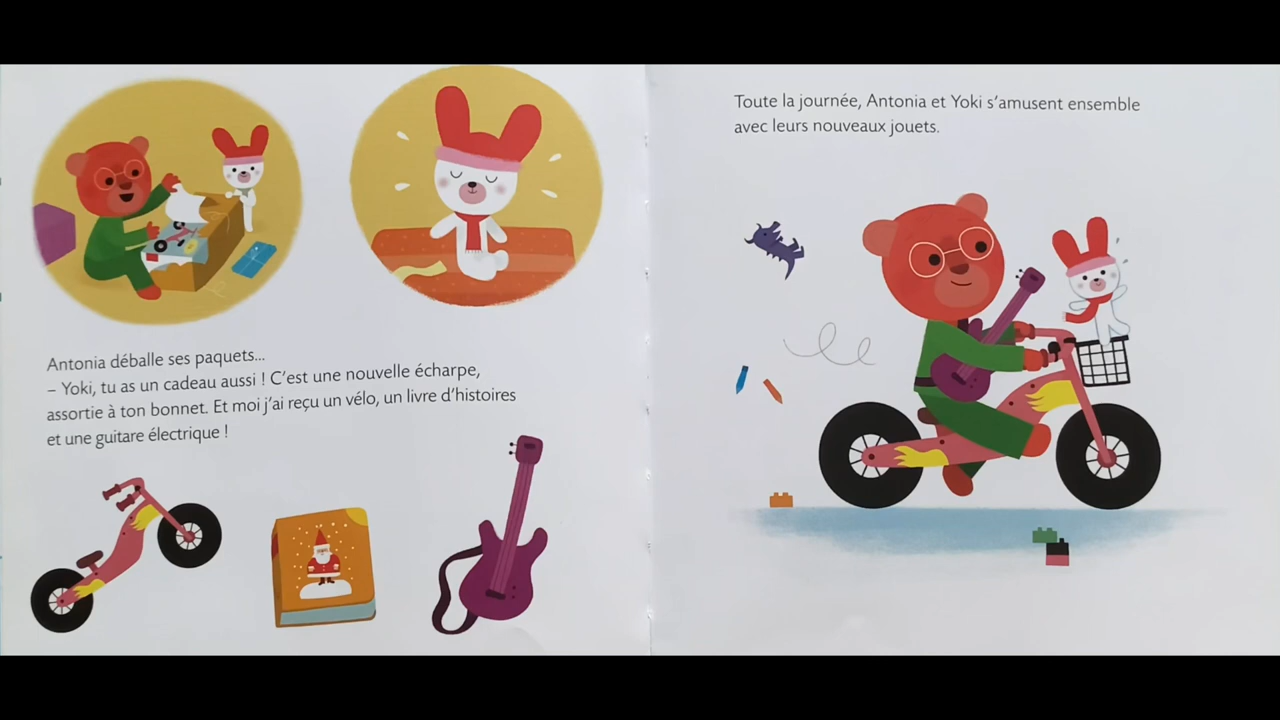 Antonia déballe ses paquets...
– Yoki, tu as un cadeau aussi ! C'est une nouvelle écharpe,
assortie à ton bonnet. Et moi j'ai reçu un vélo, un livre d'histoires
et une guitare électrique !
Toute la journée, Antonia et Yoki s'amusent ensemble
avec leurs nouveaux jouets.